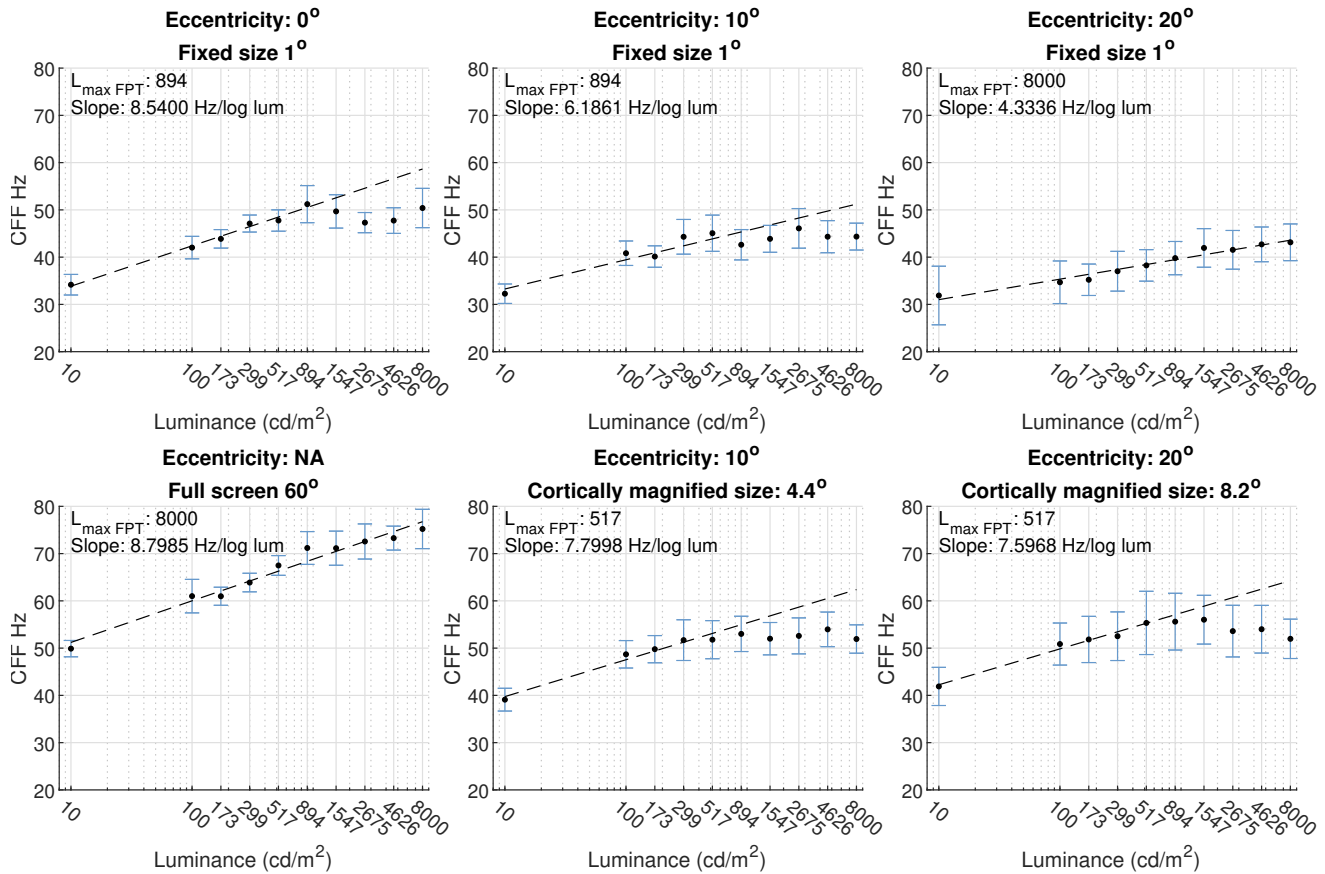 Eccentricity: 0°
Fixed size 1°
L max FPT: 894
Slope: 8.5400 Hz/log lum
CFF Hz
80
70
60
50
40
30
20
10 100 173 299 517 894 1547 2675 4626 8000
Luminance (cd/m²)
Eccentricity: 10°
Fixed size 1°
L max FPT: 894
Slope: 6.1861 Hz/log lum
CFF Hz
80
70
60
50
40
30
20
10 100 173 299 517 894 1547 2675 4626 8000
Luminance (cd/m²)
Eccentricity: 20°
Fixed size 1°
L max FPT: 8000
Slope: 4.3336 Hz/log lum
CFF Hz
80
70
60
50
40
30
20
10 100 173 299 517 894 1547 2675 4626 8000
Luminance (cd/m²)
Eccentricity: NA
Full screen 60°
L max FPT: 8000
Slope: 8.7985 Hz/log lum
CFF Hz
80
70
60
50
40
30
20
10 100 173 299 517 894 1547 2675 4626 8000
Luminance (cd/m²)
Eccentricity: 10°
Cortically magnified size: 4.4°
L max FPT: 517
Slope: 7.7998 Hz/log lum
CFF Hz
80
70
60
50
40
30
20
10 100 173 299 517 894 1547 2675 4626 8000
Luminance (cd/m²)
Eccentricity: 20°
Cortically magnified size: 8.2°
L max FPT: 517
Slope: 7.5968 Hz/log lum
CFF Hz
80
70
60
50
40
30
20
10 100 173 299 517 894 1547 2675 4626 8000
Luminance (cd/m²)